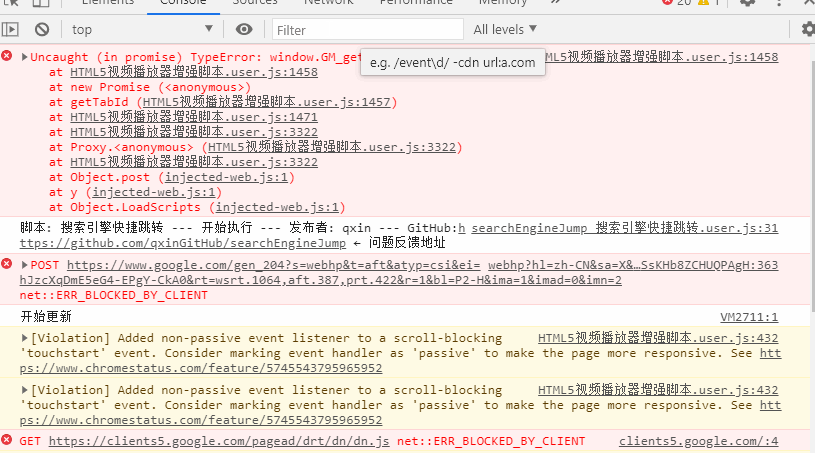 Elements Console Sources Network Performance Memory 20 1
top Filter All levels
Uncaught (in promise) TypeError: window.GM_get HTML5视频播放器增强脚本.user.js:1458
e.g. /event\d/ -cdn url:a.com
at HTML5视频播放器增强脚本.user.js:1458
at new Promise (<anonymous>)
at getTabId (HTML5视频播放器增强脚本.user.js:1457)
at HTML5视频播放器增强脚本.user.js:1471
at HTML5视频播放器增强脚本.user.js:3322
at Proxy.<anonymous> (HTML5视频播放器增强脚本.user.js:3322)
at HTML5视频播放器增强脚本.user.js:3322
at Object.post (injected-web.js:1)
at y (injected-web.js:1)
at Object.LoadScripts (injected-web.js:1)
脚本: 搜索引擎快捷跳转 --- 开始执行 --- 发布者: qxin --- GitHub:h searchEngineJump 搜索引擎快捷跳转.user.js:31
ttps://github.com/qxinGitHub/searchEngineJump ← 问题反馈地址
POST https://www.google.com/gen_204?s=webhp&t=aft&atyp=csi&ei= webhp?hl=zh-CN&sa=X&…SsKHb8ZCHUQPAgH:363
hJzcXqDmE5eG4-EPgY-CkA0&rt=wsrt.1064,aft.387,prt.422&r=1&bl=P2-H&ima=1&imad=0&imn=2
net::ERR_BLOCKED_BY_CLIENT
开始更新 VM2711:1
[Violation] Added non-passive event listener to a scroll-blocking HTML5视频播放器增强脚本.user.js:432
'touchstart' event. Consider marking event handler as 'passive' to make the page more responsive. See htt
ps://www.chromestatus.com/feature/5745543795965952
[Violation] Added non-passive event listener to a scroll-blocking HTML5视频播放器增强脚本.user.js:432
'touchstart' event. Consider marking event handler as 'passive' to make the page more responsive. See htt
ps://www.chromestatus.com/feature/5745543795965952
GET https://clients5.google.com/pagead/drt/dn/dn.js net::ERR_BLOCKED_BY_CLIENT clients5.google.com/:4